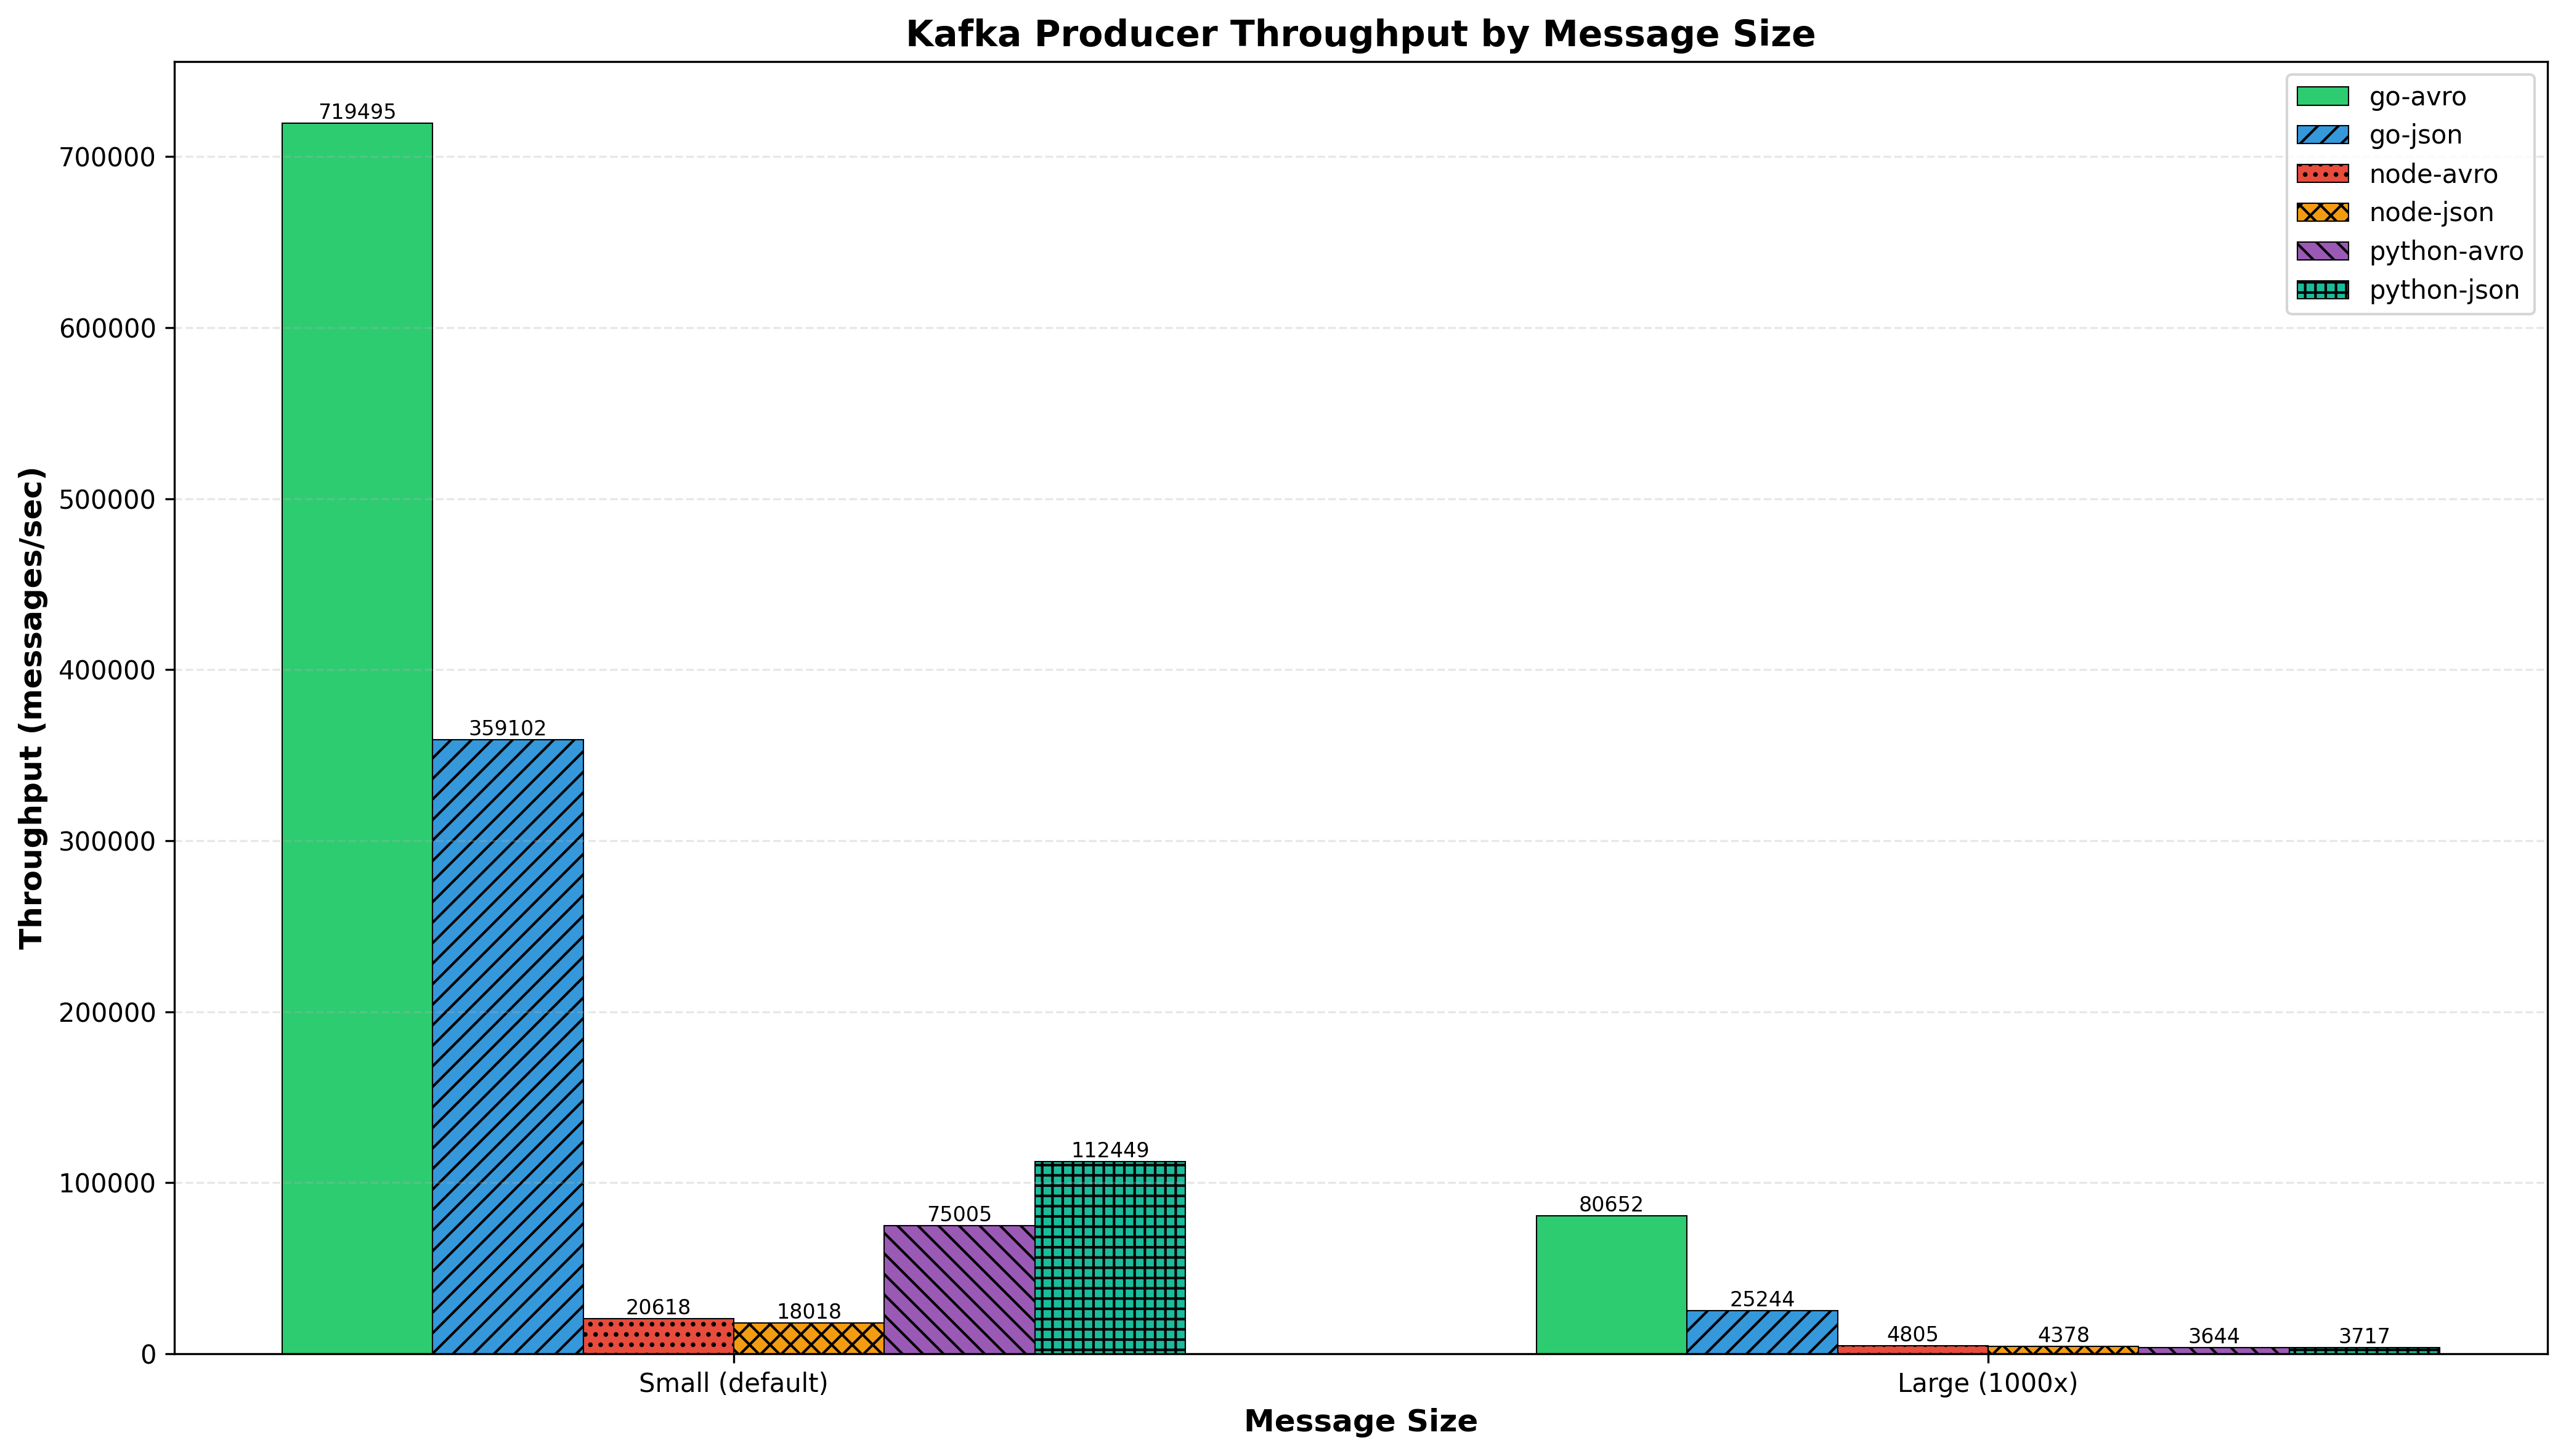 Kafka Producer Throughput by Message Size
go-avro
go-json
node-avro
node-json
python-avro
python-json
Throughput (messages/sec)
700000
600000
500000
400000
300000
200000
100000
0
719495
359102
20618
18018
75005
112449
80652
25244
4805
4378
3644
3717
Small (default)
Large (1000x)
Message Size